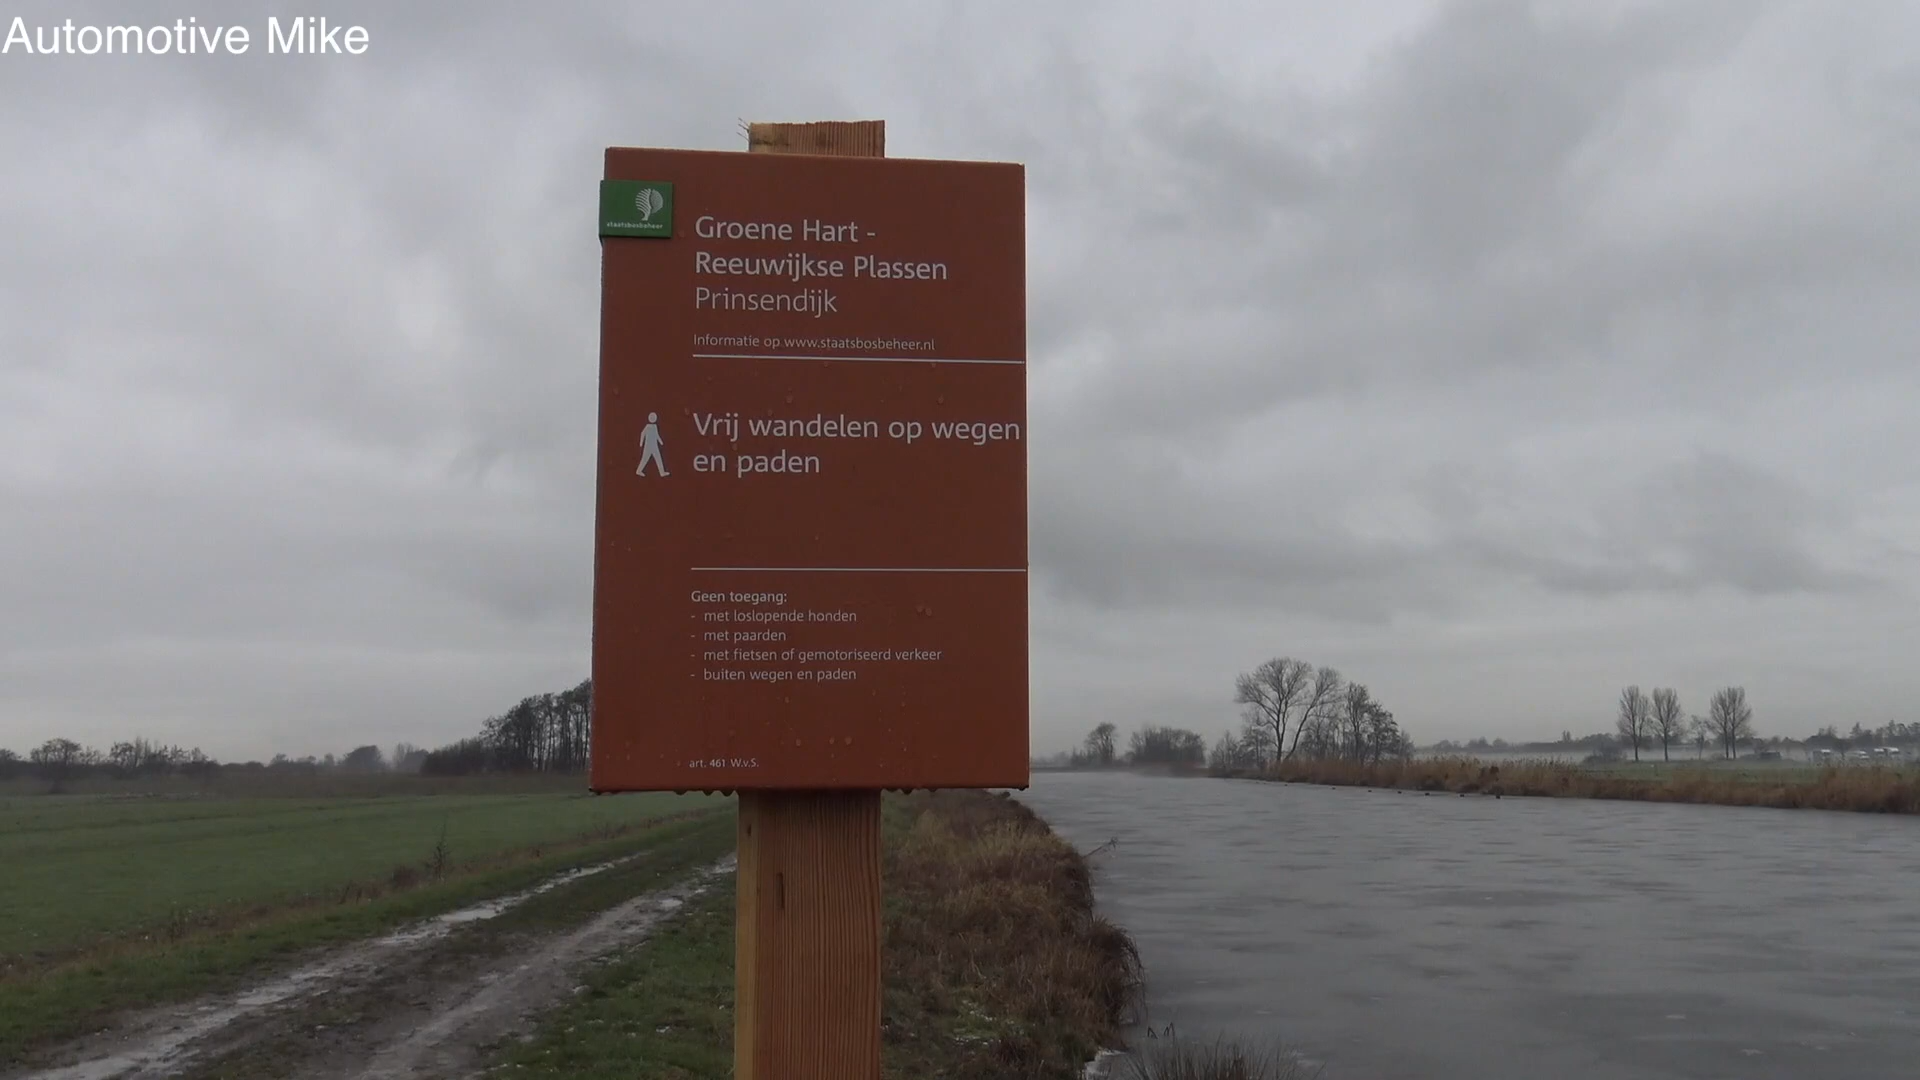 Automotive Mike
staatsbosbeheer
Groene Hart -
Reeuwijkse Plassen
Prinsendijk
Informatie op www.staatsbosbeheer.nl
Vrij wandelen op wegen
en paden
Geen toegang:
- met loslopende honden
- met paarden
- met fietsen of gemotoriseerd verkeer
- buiten wegen en paden
art. 461 W.v.S.